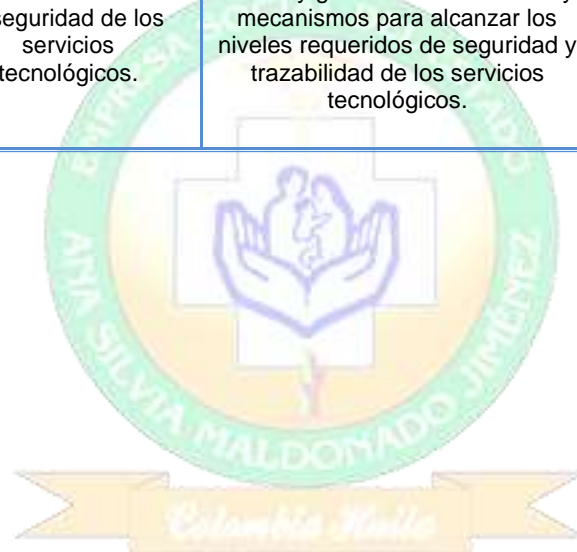 seguridad de los
servicios
tecnológicos.
mecanismos para alcanzar los
niveles requeridos de seguridad y
trazabilidad de los servicios
tecnológicos.
EMPRESA
ANA SILVIA MALDONADO JIMÉNEZ
Colombia Huila